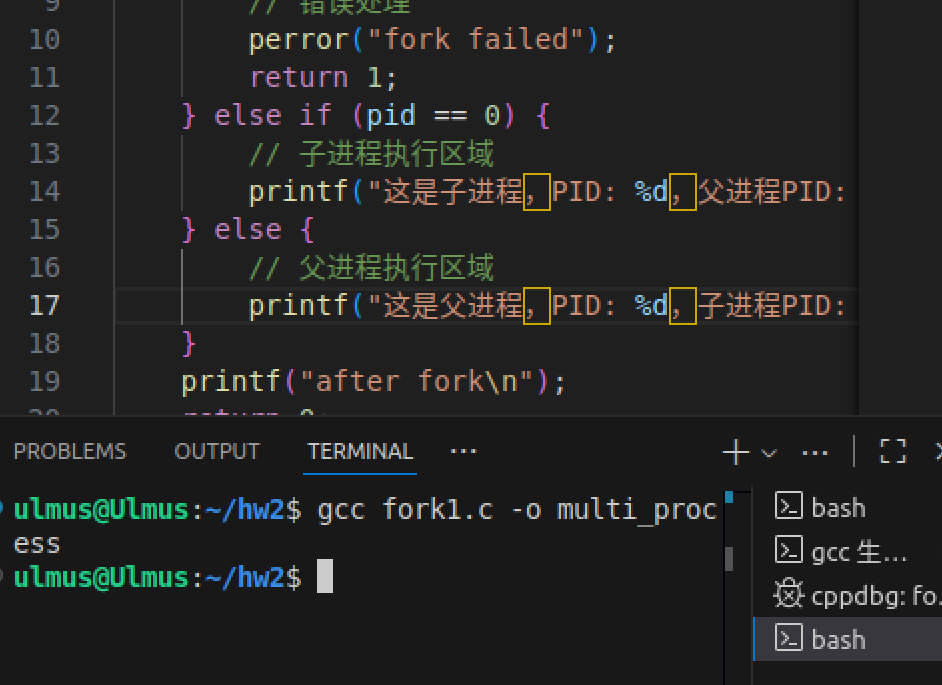 9 // 错误处理
10 perror("fork failed");
11 return 1;
12 } else if (pid == 0) {
13 // 子进程执行区域
14 printf("这是子进程，PID: %d，父进程PID:
15 } else {
16 // 父进程执行区域
17 printf("这是父进程，PID: %d，子进程PID:
18 }
19 printf("after fork\n");
20 return 0;
PROBLEMS OUTPUT TERMINAL ...
ulmus@Ulmus:~/hw2$ gcc fork1.c -o multi_proc
ess
ulmus@Ulmus:~/hw2$
bash
gcc 生...
cppdbg: fo...
bash